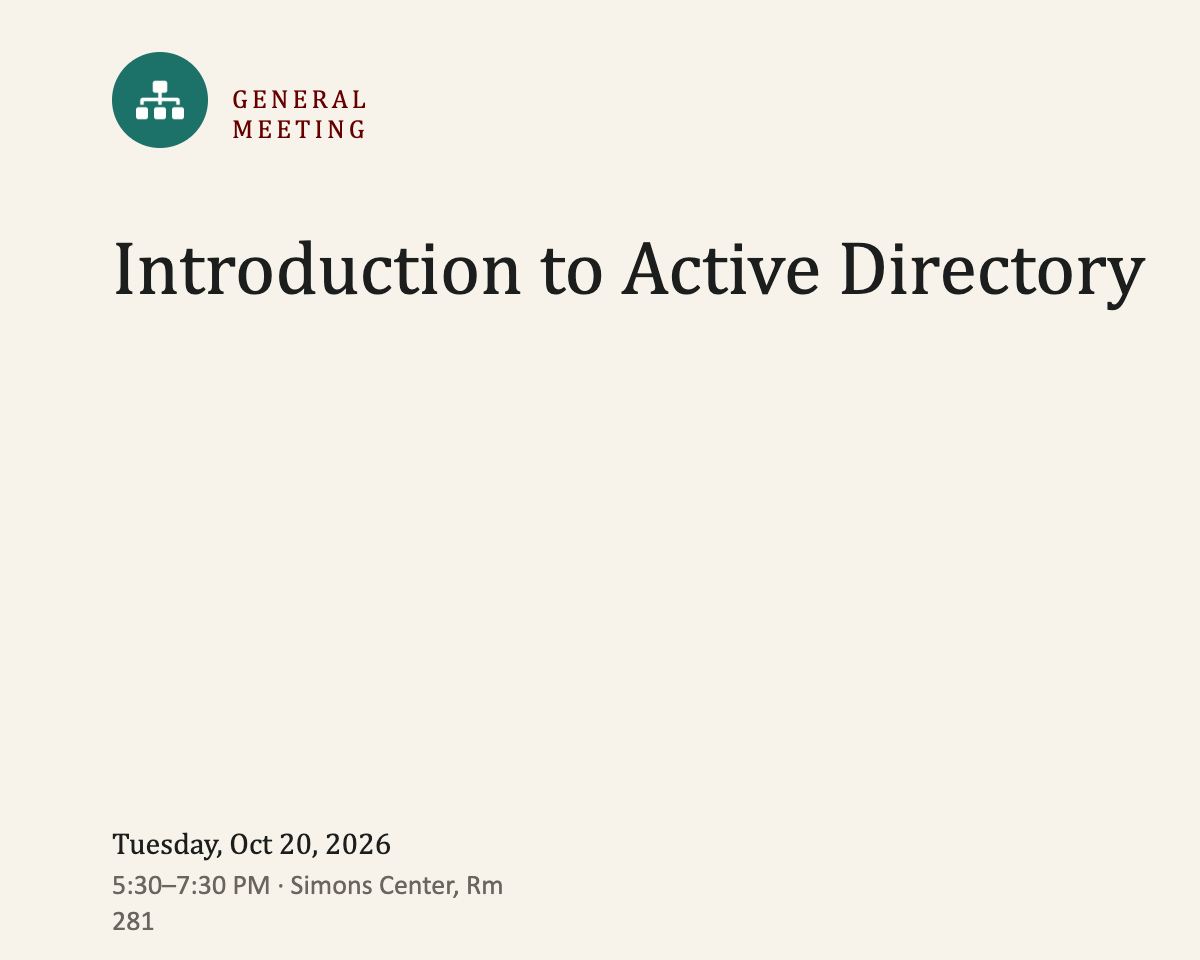 GENERAL
MEETING
Introduction to Active Directory
Tuesday, Oct 20, 2026
5:30–7:30 PM · Simons Center, Rm
281